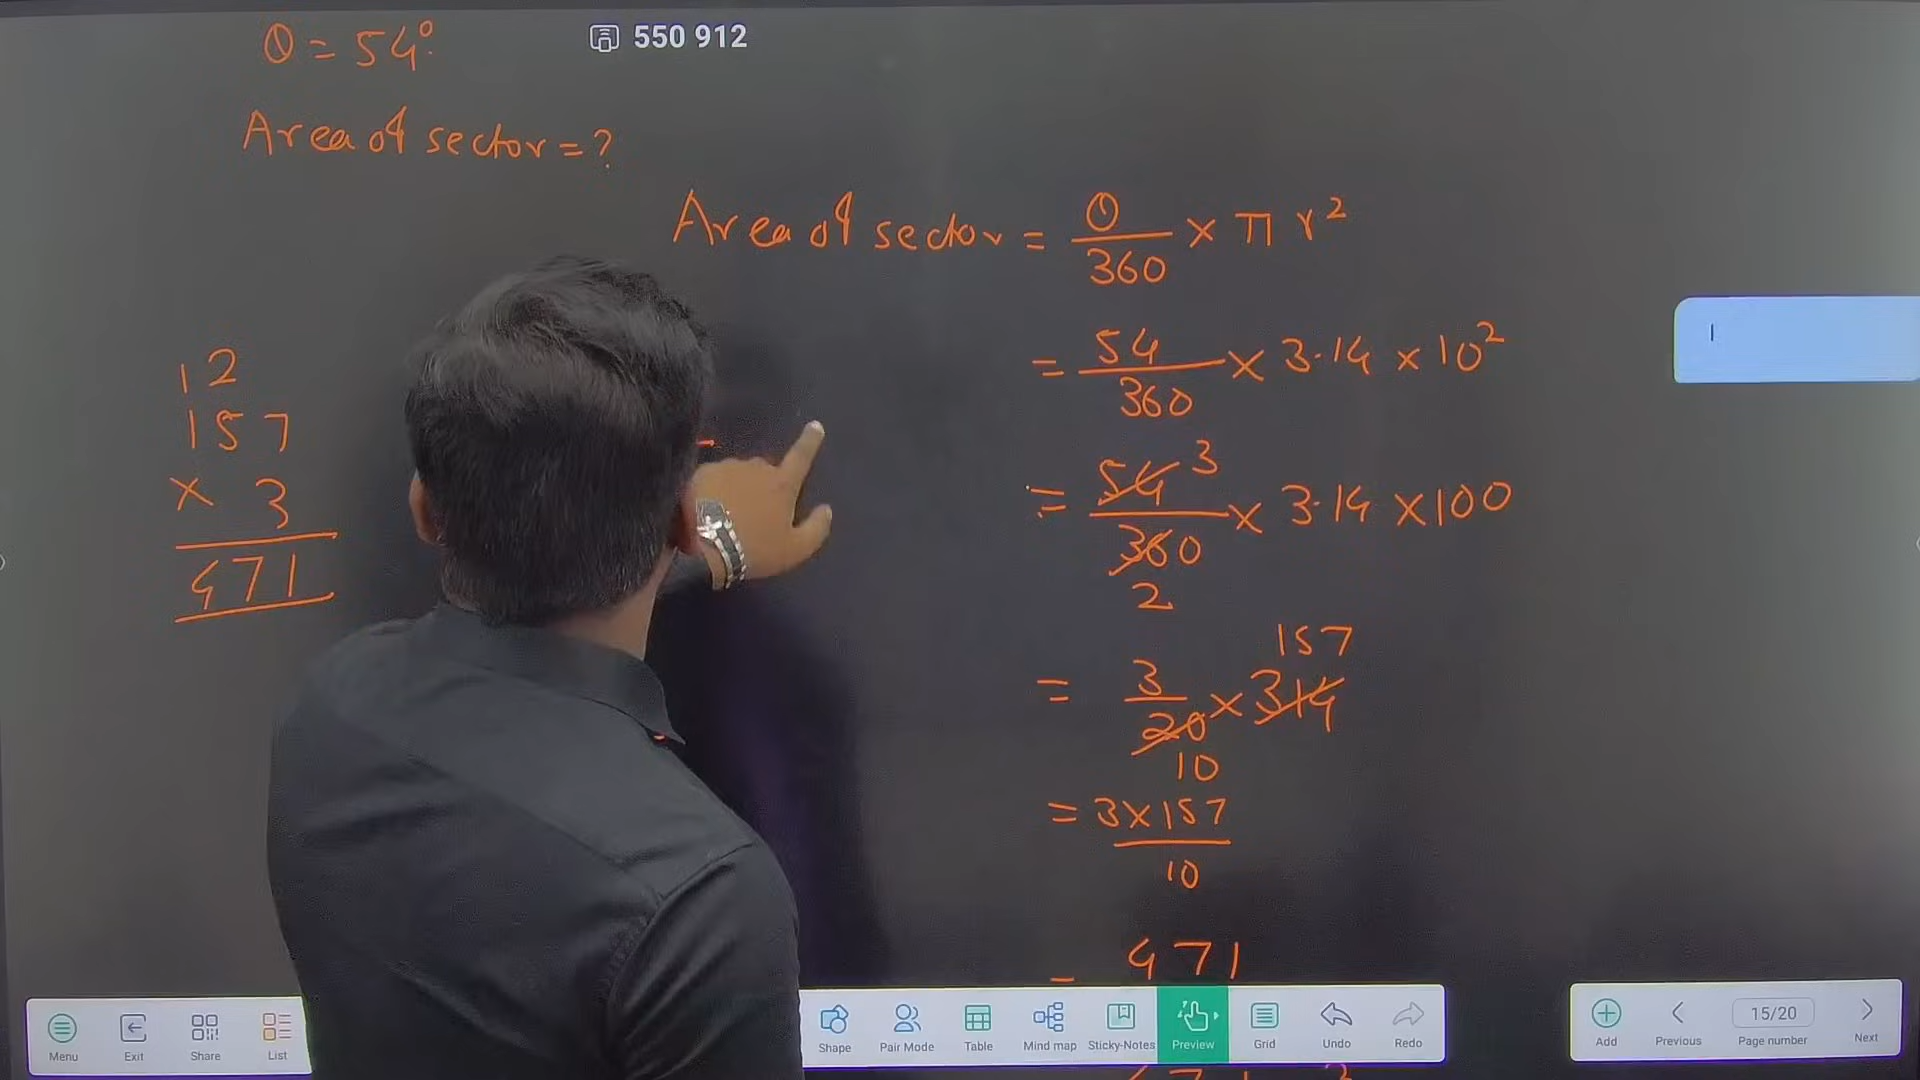 θ = 54°
550 912
Area of sector = ?
Area of sector = θ/360 × π r²
= 54/360 × 3.14 × 10²
= 54 3/360 2 × 3.14 × 100
= 3/20 10 × 314 157
= 3×157/10
471
1 2
157
× 3
471
Menu
Exit
Share
List
Shape
Pair Mode
Table
Mind map
Sticky-Notes
Preview
Grid
Undo
Redo
Add
Previous
15/20
Page number
Next